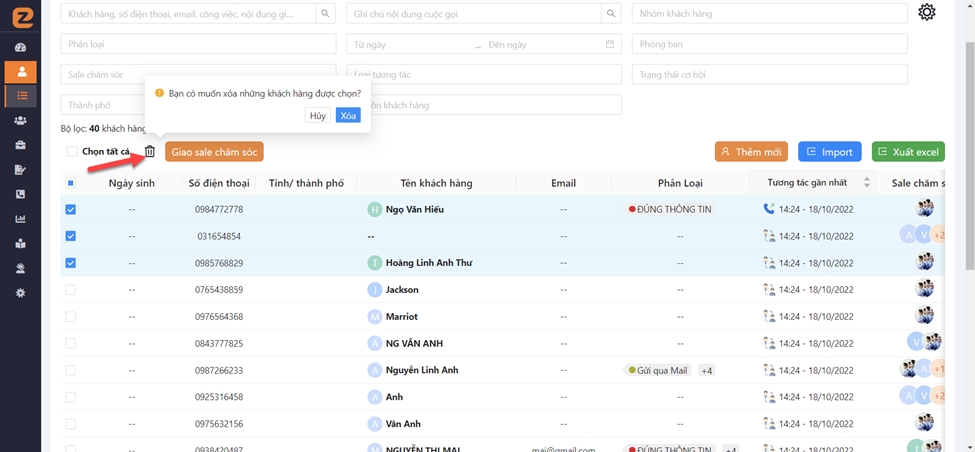 Khách hàng, số điện thoại, email, công việc, nội dung gi...
Ghi chú nội dung cuộc gọi
Nhóm khách hàng
Phân loại
Từ ngày → Đến ngày
Phòng ban
Sale chăm sóc
Loại tương tác
Trạng thái cơ hội
Thành phố
khách hàng
Bạn có muốn xóa những khách hàng được chọn?
Hủy Xóa
Bộ lọc: 40 khách hàng
Chọn tất cả
Giao sale chăm sóc
Thêm mới
Import
Xuất excel
Ngày sinh Số điện thoại Tỉnh/ thành phố Tên khách hàng Email Phân Loại Tương tác gần nhất Sale chăm s
-- 0984772778 -- H Ngọ Văn Hiếu -- ĐÚNG THÔNG TIN 14:24 - 18/10/2022
-- 031654854 -- -- -- -- 14:24 - 18/10/2022 A V +2
-- 0985768829 -- T Hoàng Linh Anh Thư -- -- 14:24 - 18/10/2022
-- 0765438859 -- J Jackson -- -- 14:24 - 18/10/2022
-- 0976564368 -- M Marriot -- -- 14:24 - 18/10/2022
-- 0843777825 -- A NG VÂN ANH -- -- 14:24 - 18/10/2022 V
-- 0987266233 -- A Nguyễn Linh Anh -- Gửi qua Mail +4 14:24 - 18/10/2022 A +1
-- 0925316458 -- A Anh -- -- 14:24 - 18/10/2022 A V +2
-- 0975632156 -- A Vân Anh -- -- 14:24 - 18/10/2022
-- 0938420487 -- NGUYỄN THỊ MAI mai@gmail.com ĐÚNG THÔNG TIN +4 14:24 - 18/10/2022 T